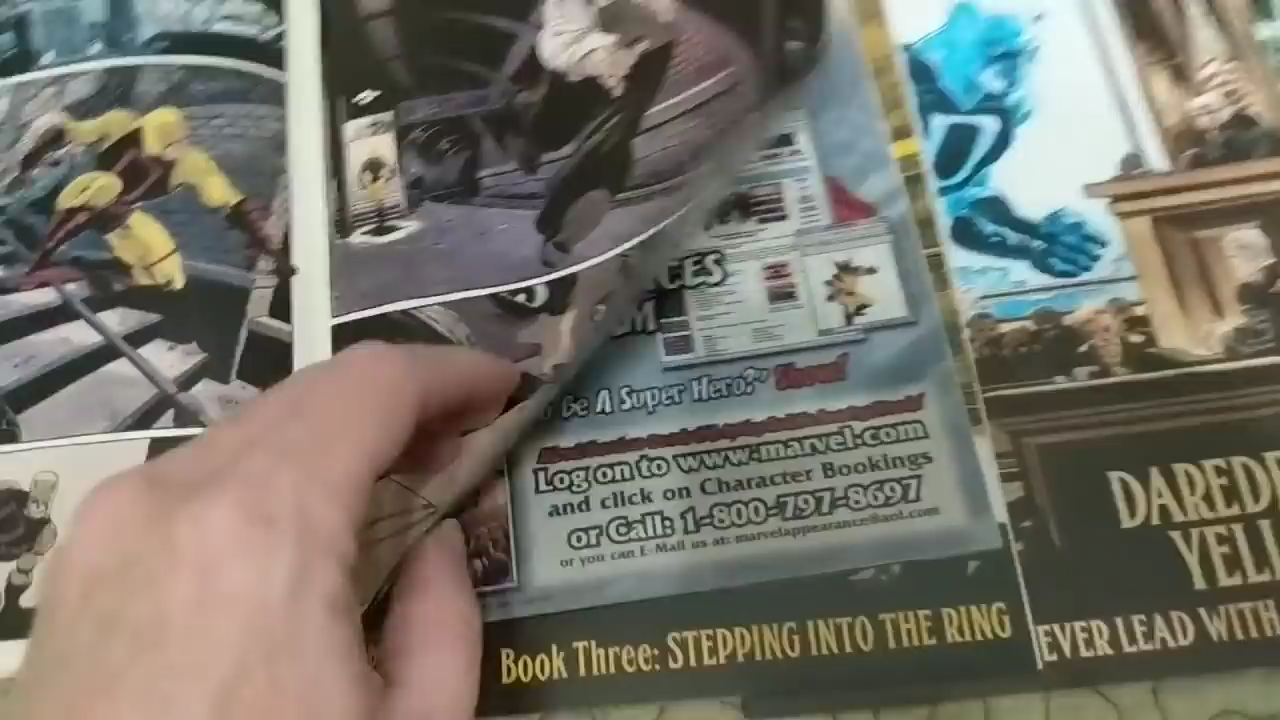 CES
Be A Super Hero?"
Log on to www.marvel.com
and click on Character Bookings
or Call: 1-800-797-8697
or you can E-Mail us at: marvelappearance@aol.com
Book Three: STEPPING INTO THE RING
DAREDE
YELL
EVER LEAD WITH